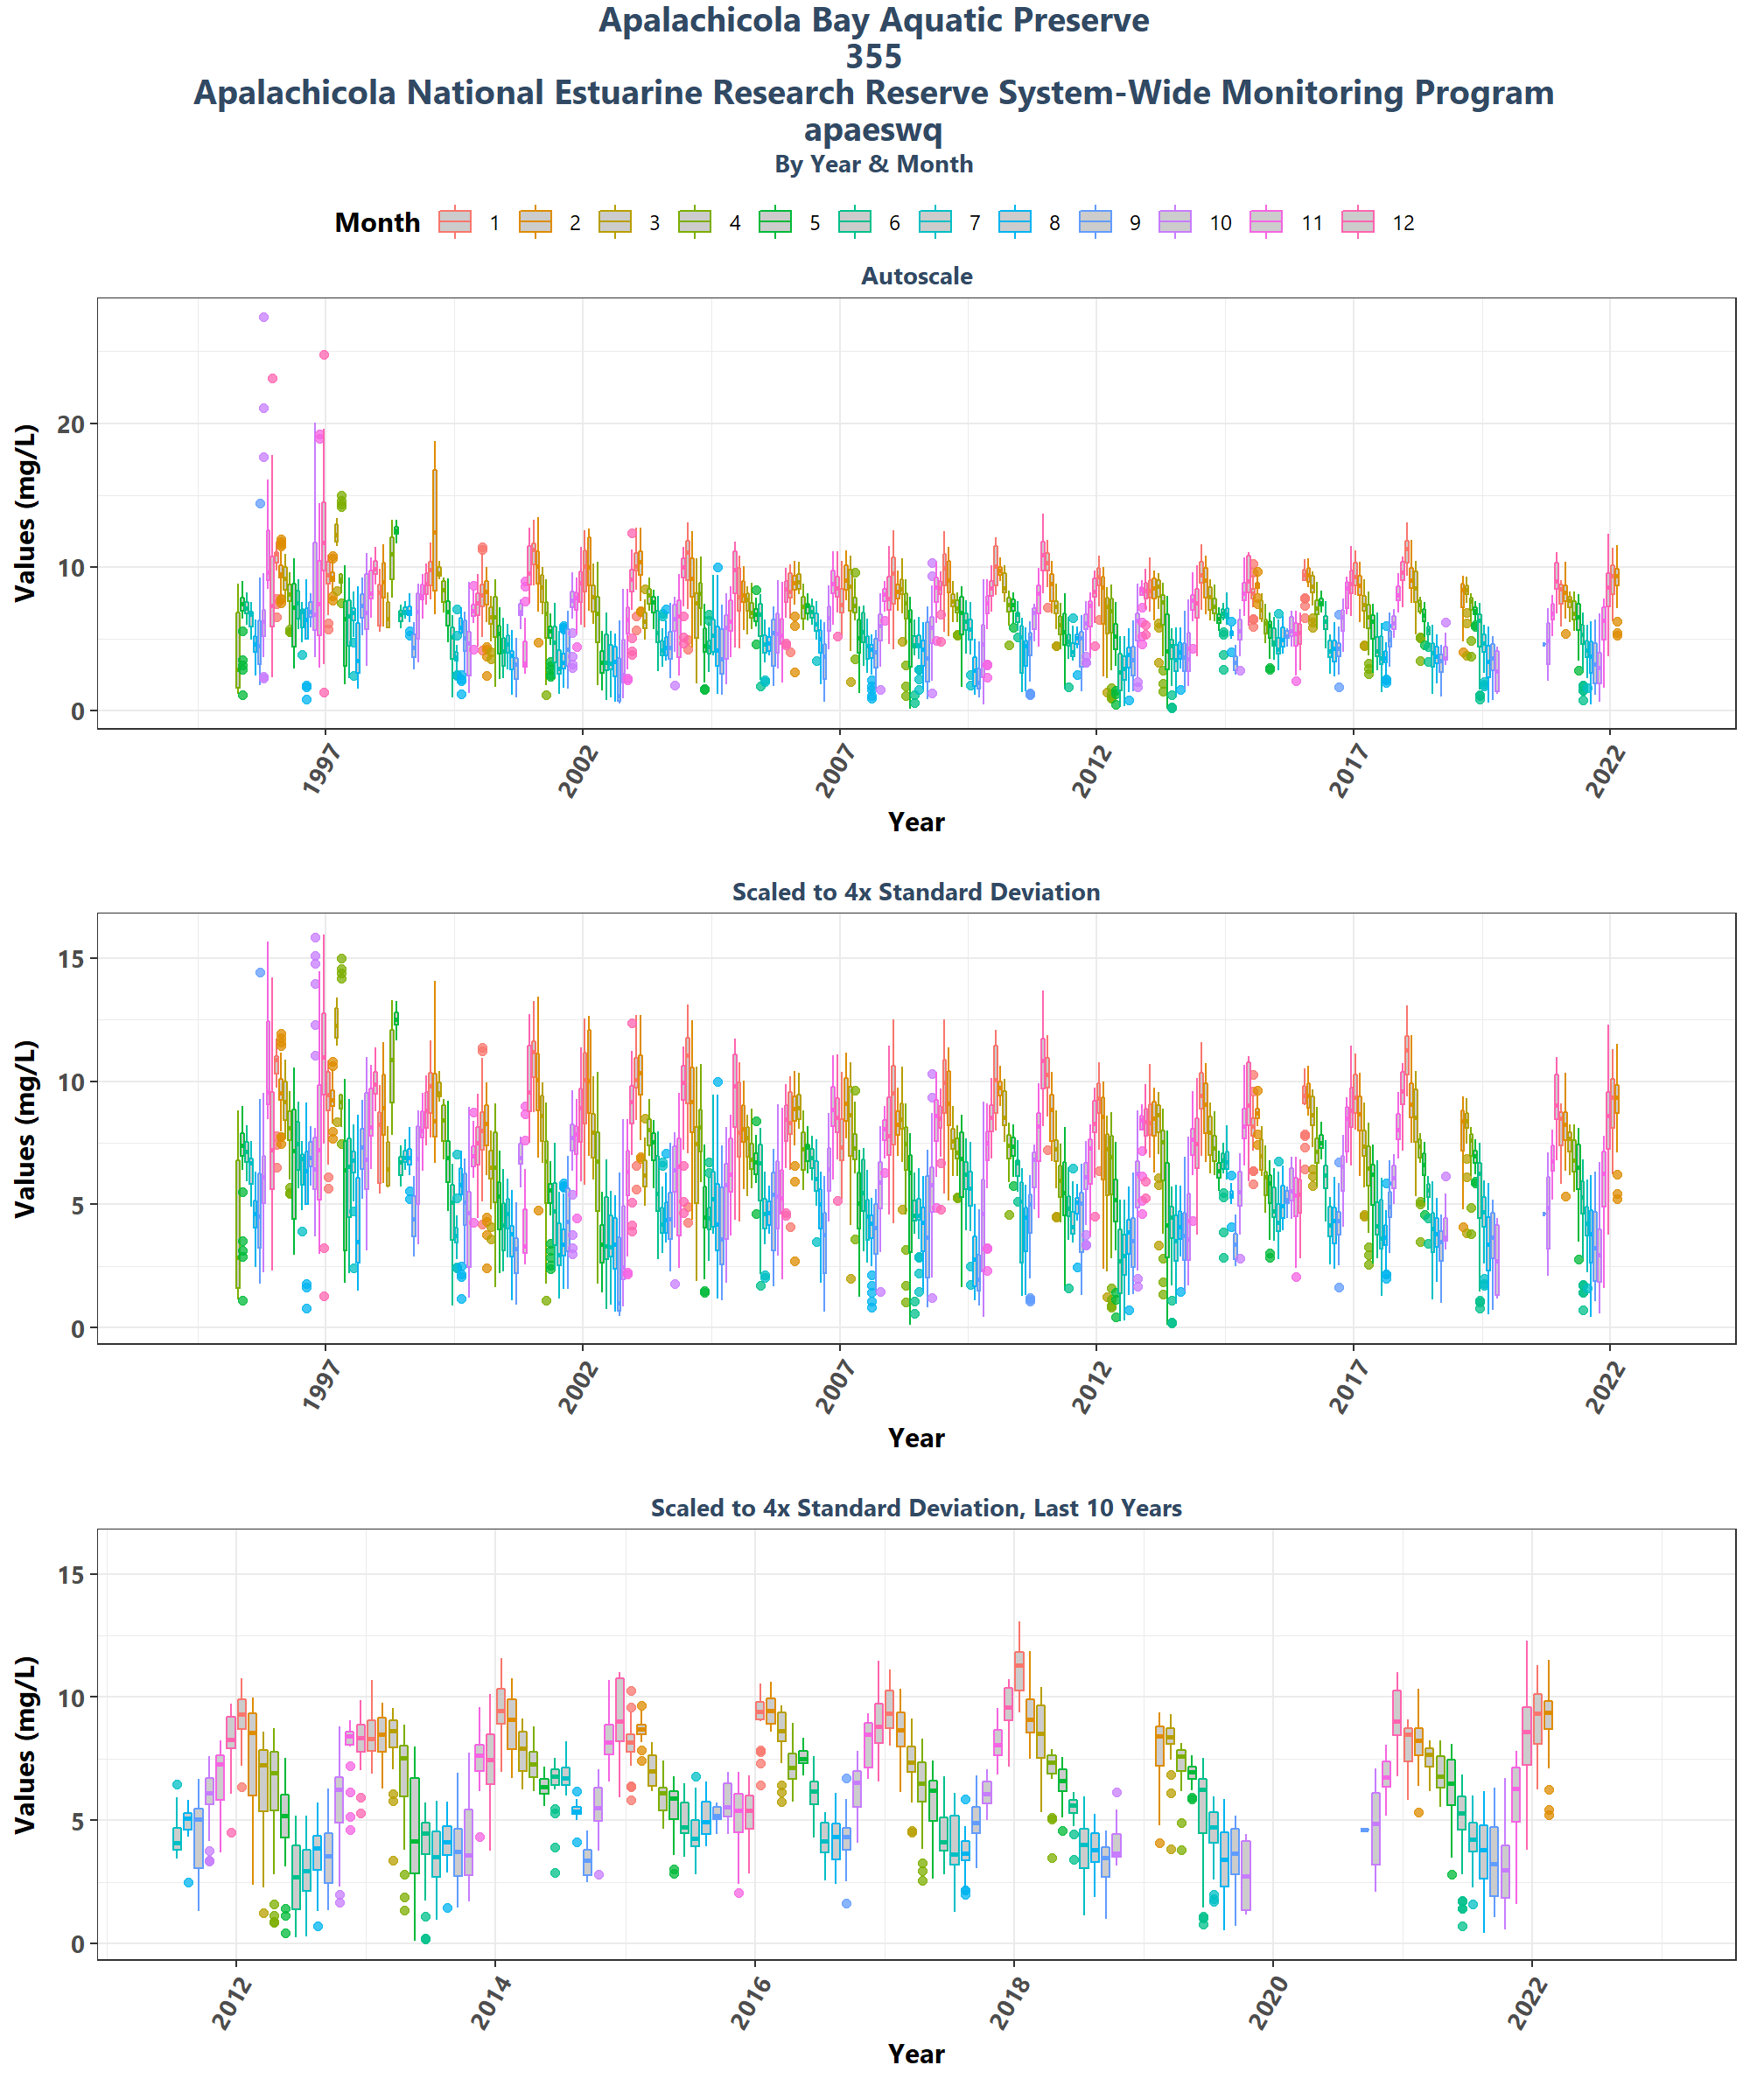 Apalachicola Bay Aquatic Preserve
355
Apalachicola National Estuarine Research Reserve System-Wide Monitoring Program
apaeswq
By Year & Month
Month 1 2 3 4 5 6 7 8 9 10 11 12
Autoscale
Values (mg/L)
20
10
0
1997 2002 2007 2012 2017 2022
Year
Scaled to 4x Standard Deviation
Values (mg/L)
15
10
5
0
1997 2002 2007 2012 2017 2022
Year
Scaled to 4x Standard Deviation, Last 10 Years
Values (mg/L)
15
10
5
0
2012 2014 2016 2018 2020 2022
Year